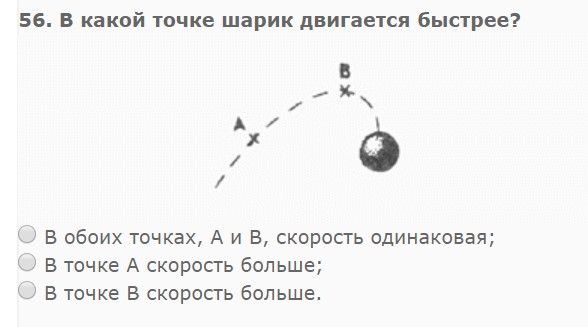 56. В какой точке шарик двигается быстрее?
В
А
В обоих точках, А и В, скорость одинаковая;
В точке А скорость больше;
В точке В скорость больше.